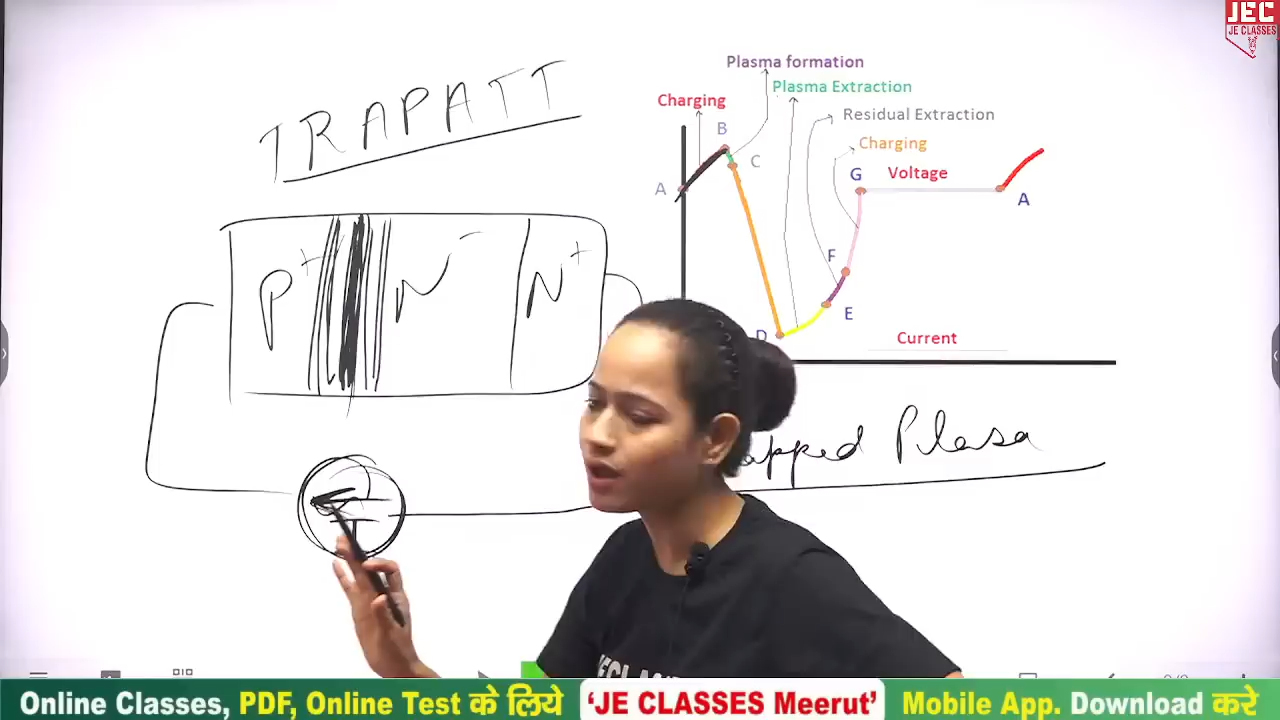 JEC
JE CLASSES
TRAPATT
Plasma formation
Plasma Extraction
Charging
Residual Extraction
Charging
Voltage
A
B
C
D
E
F
G
A
Current
P+ N- N+
apped Plasa
Online Classes, PDF, Online Test के लिये 'JE CLASSES Meerut' Mobile App. Download करे